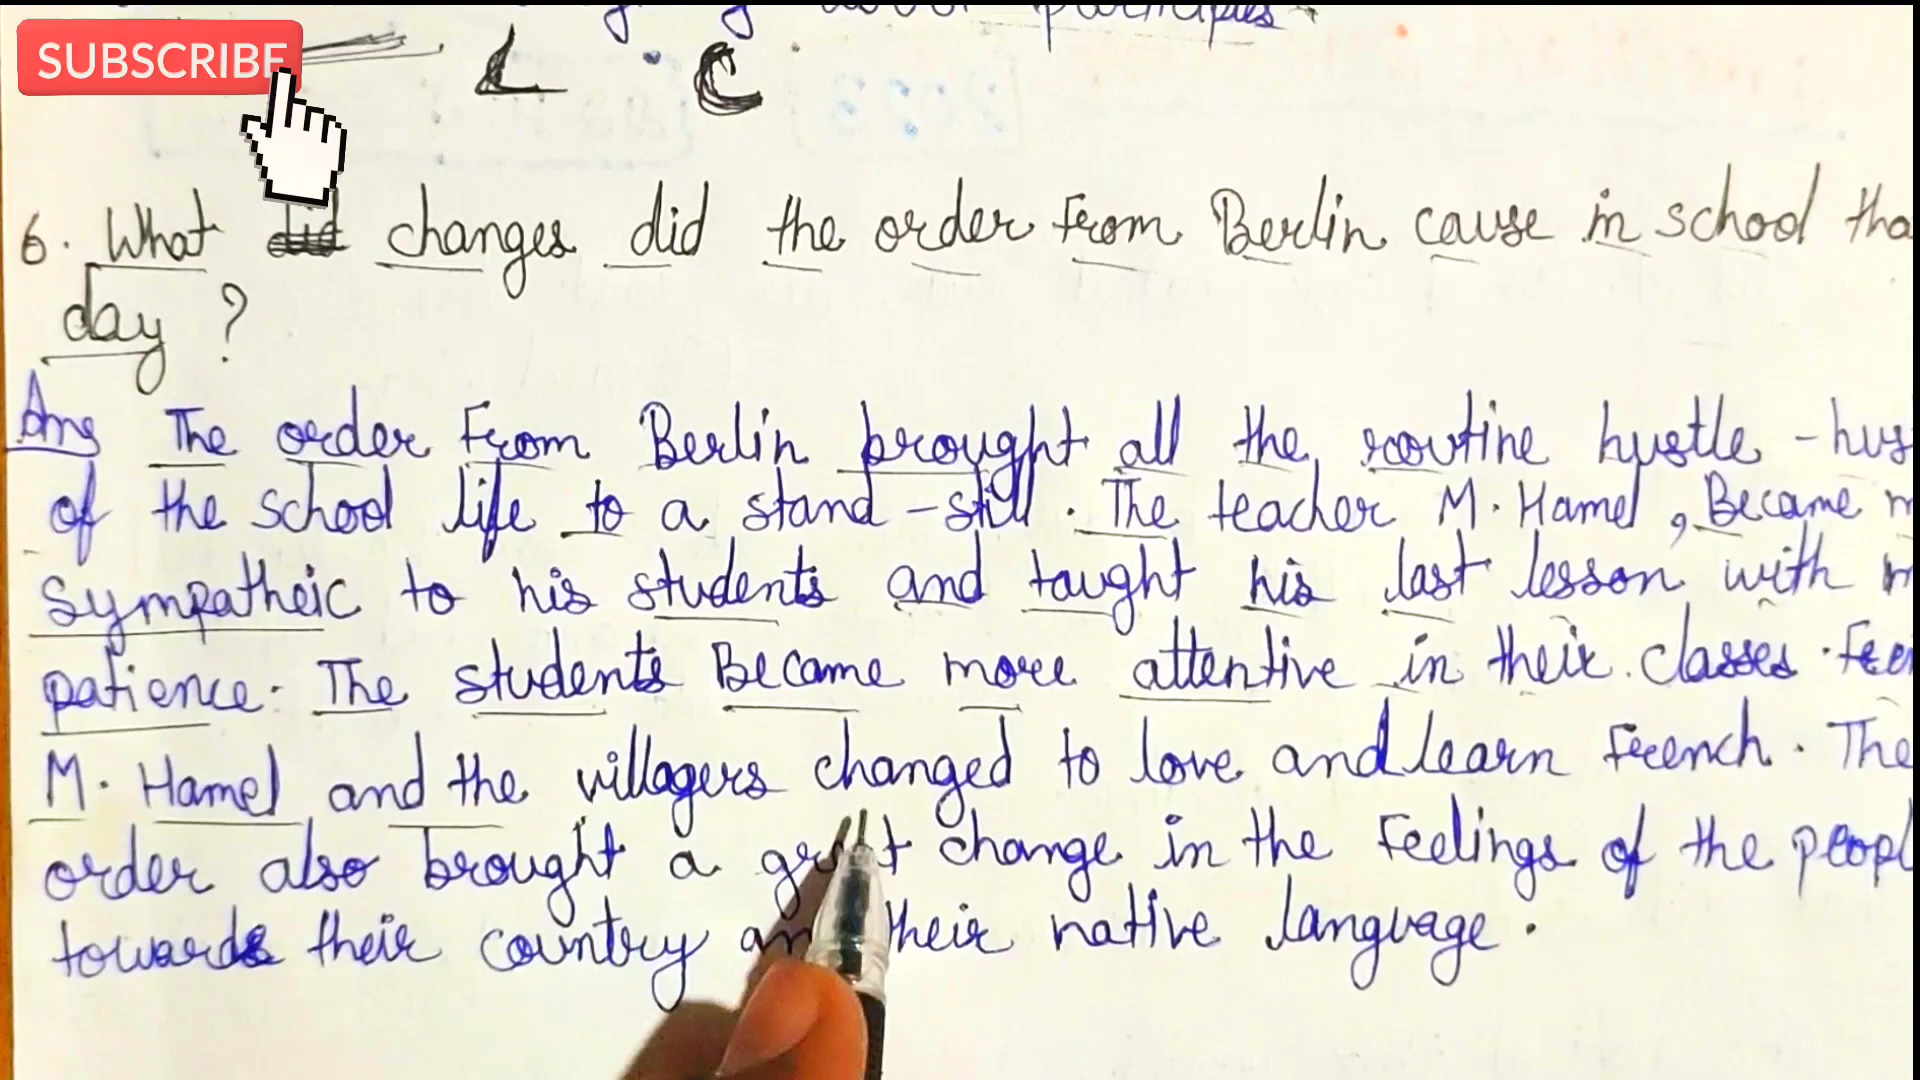 principles
SUBSCRIBE
L . C
6. What did changes did the order from Berlin cause in school tha
day ?
Ans The order From Berlin brought all the routine hustle - hus
of the school life to a stand - still . The teacher M. Hamel , Became m
sympatheic to his students and taught his last lesson with m
patience. The students Became more attentive in their classes .
M. Hamel and the villagers changed to love and learn French . The
order also brought a great change in the Feelings of the peopl
towards their country an their native language .